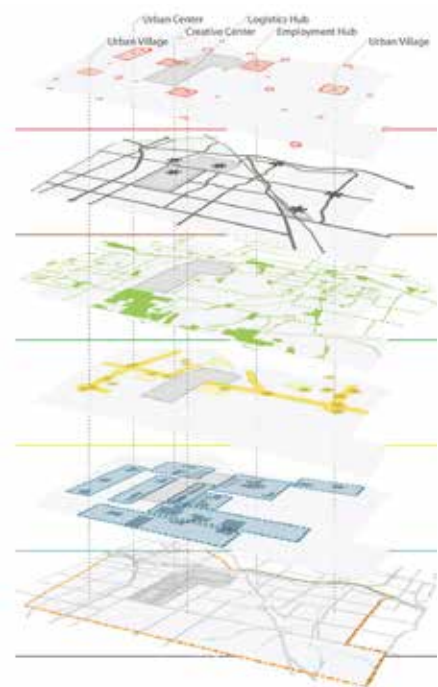 Urban Center
Logistics Hub
Urban Village
Creative Center
Employment Hub
Urban Village